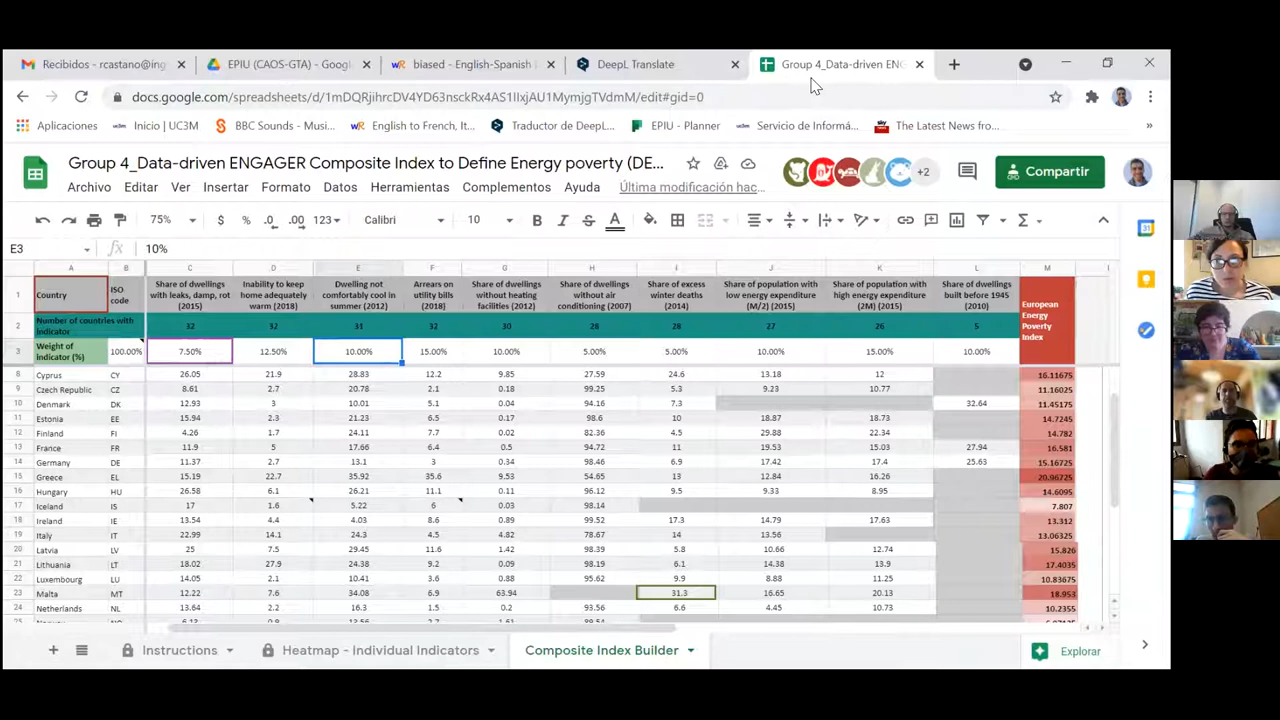 Recibidos - rcastano@ing
EPIU (CAOS-GTA) - Google
biased - English-Spanish
DeepL Translate
Group 4_Data-driven ENG
docs.google.com/spreadsheets/d/1mDQRjihrcDV4YD63nsckRx4AS1IIxjAU1MymjgTVdmM/edit#gid=0
Aplicaciones
Inicio | UC3M
BBC Sounds - Musi...
English to French, It...
Traductor de DeepL...
EPIU - Planner
Servicio de Informá...
The Latest News fro...
Group 4_Data-driven ENGAGER Composite Index to Define Energy poverty (DE...
+2
Compartir
Archivo Editar Ver Insertar Formato Datos Herramientas Complementos Ayuda Última modificación hac...
75% $ % .0 .00 123 Calibri 10 B I S A
E3 fx 10%
A B C D E F G H I J K L M
1 Country ISO code Share of dwellings with leaks, damp, rot (2015) Inability to keep home adequately warm (2018) Dwelling not comfortably cool in summer (2012) Arrears on utility bills (2018) Share of dwellings without heating facilities (2012) Share of dwellings without air conditioning (2007) Share of excess winter deaths (2014) Share of population with low energy expenditure (M/2) (2015) Share of population with high energy expenditure (2M) (2015) Share of dwellings built before 1945 (2010) European Energy Poverty Index
2 Number of countries with indicator 32 32 31 32 30 28 28 27 26 5
3 Weight of indicator (%) 100.00% 7.50% 12.50% 10.00% 15.00% 10.00% 5.00% 5.00% 10.00% 15.00% 10.00%
8 Cyprus CY 26.05 21.9 28.83 12.2 9.85 27.59 24.6 13.18 12 16.11675
9 Czech Republic CZ 8.61 2.7 20.78 2.1 0.18 99.25 5.3 9.23 10.77 11.16025
10 Denmark DK 12.93 3 10.01 5.1 0.04 94.16 7.3 32.64 11.45175
11 Estonia EE 15.94 2.3 21.23 6.5 0.17 98.6 10 18.87 18.73 14.7245
12 Finland FI 4.26 1.7 24.11 7.7 0.02 82.36 4.5 29.88 22.34 14.782
13 France FR 11.9 5 17.66 6.4 0.5 94.72 11 19.53 15.03 27.94 16.581
14 Germany DE 11.37 2.7 13.1 3 0.34 98.46 6.9 17.42 17.4 25.63 15.16725
15 Greece EL 15.19 22.7 35.92 35.6 9.53 54.65 13 12.84 16.26 20.96725
16 Hungary HU 26.58 6.1 26.21 11.1 0.11 96.12 9.5 9.33 8.95 14.6095
17 Iceland IS 17 1.6 5.22 6 0.03 98.14 7.807
18 Ireland IE 13.54 4.4 4.03 8.6 0.89 99.52 17.3 14.79 17.63 13.312
19 Italy IT 22.99 14.1 24.3 4.5 4.82 78.67 14 13.56 13.06325
20 Latvia LV 25 7.5 29.45 11.6 1.42 98.39 5.8 10.66 12.74 15.826
21 Lithuania LT 18.02 27.9 24.38 9.2 0.09 98.19 6.1 14.38 13.9 17.4035
22 Luxembourg LU 14.05 2.1 10.41 3.6 0.88 95.62 9.9 8.88 11.25 10.83675
23 Malta MT 12.22 7.6 34.08 6.9 63.94 31.3 16.65 20.13 18.953
24 Netherlands NL 13.64 2.2 16.3 1.5 0.2 93.56 6.6 4.45 10.73 10.2355
Instructions
Heatmap - Individual Indicators
Composite Index Builder
Explorar